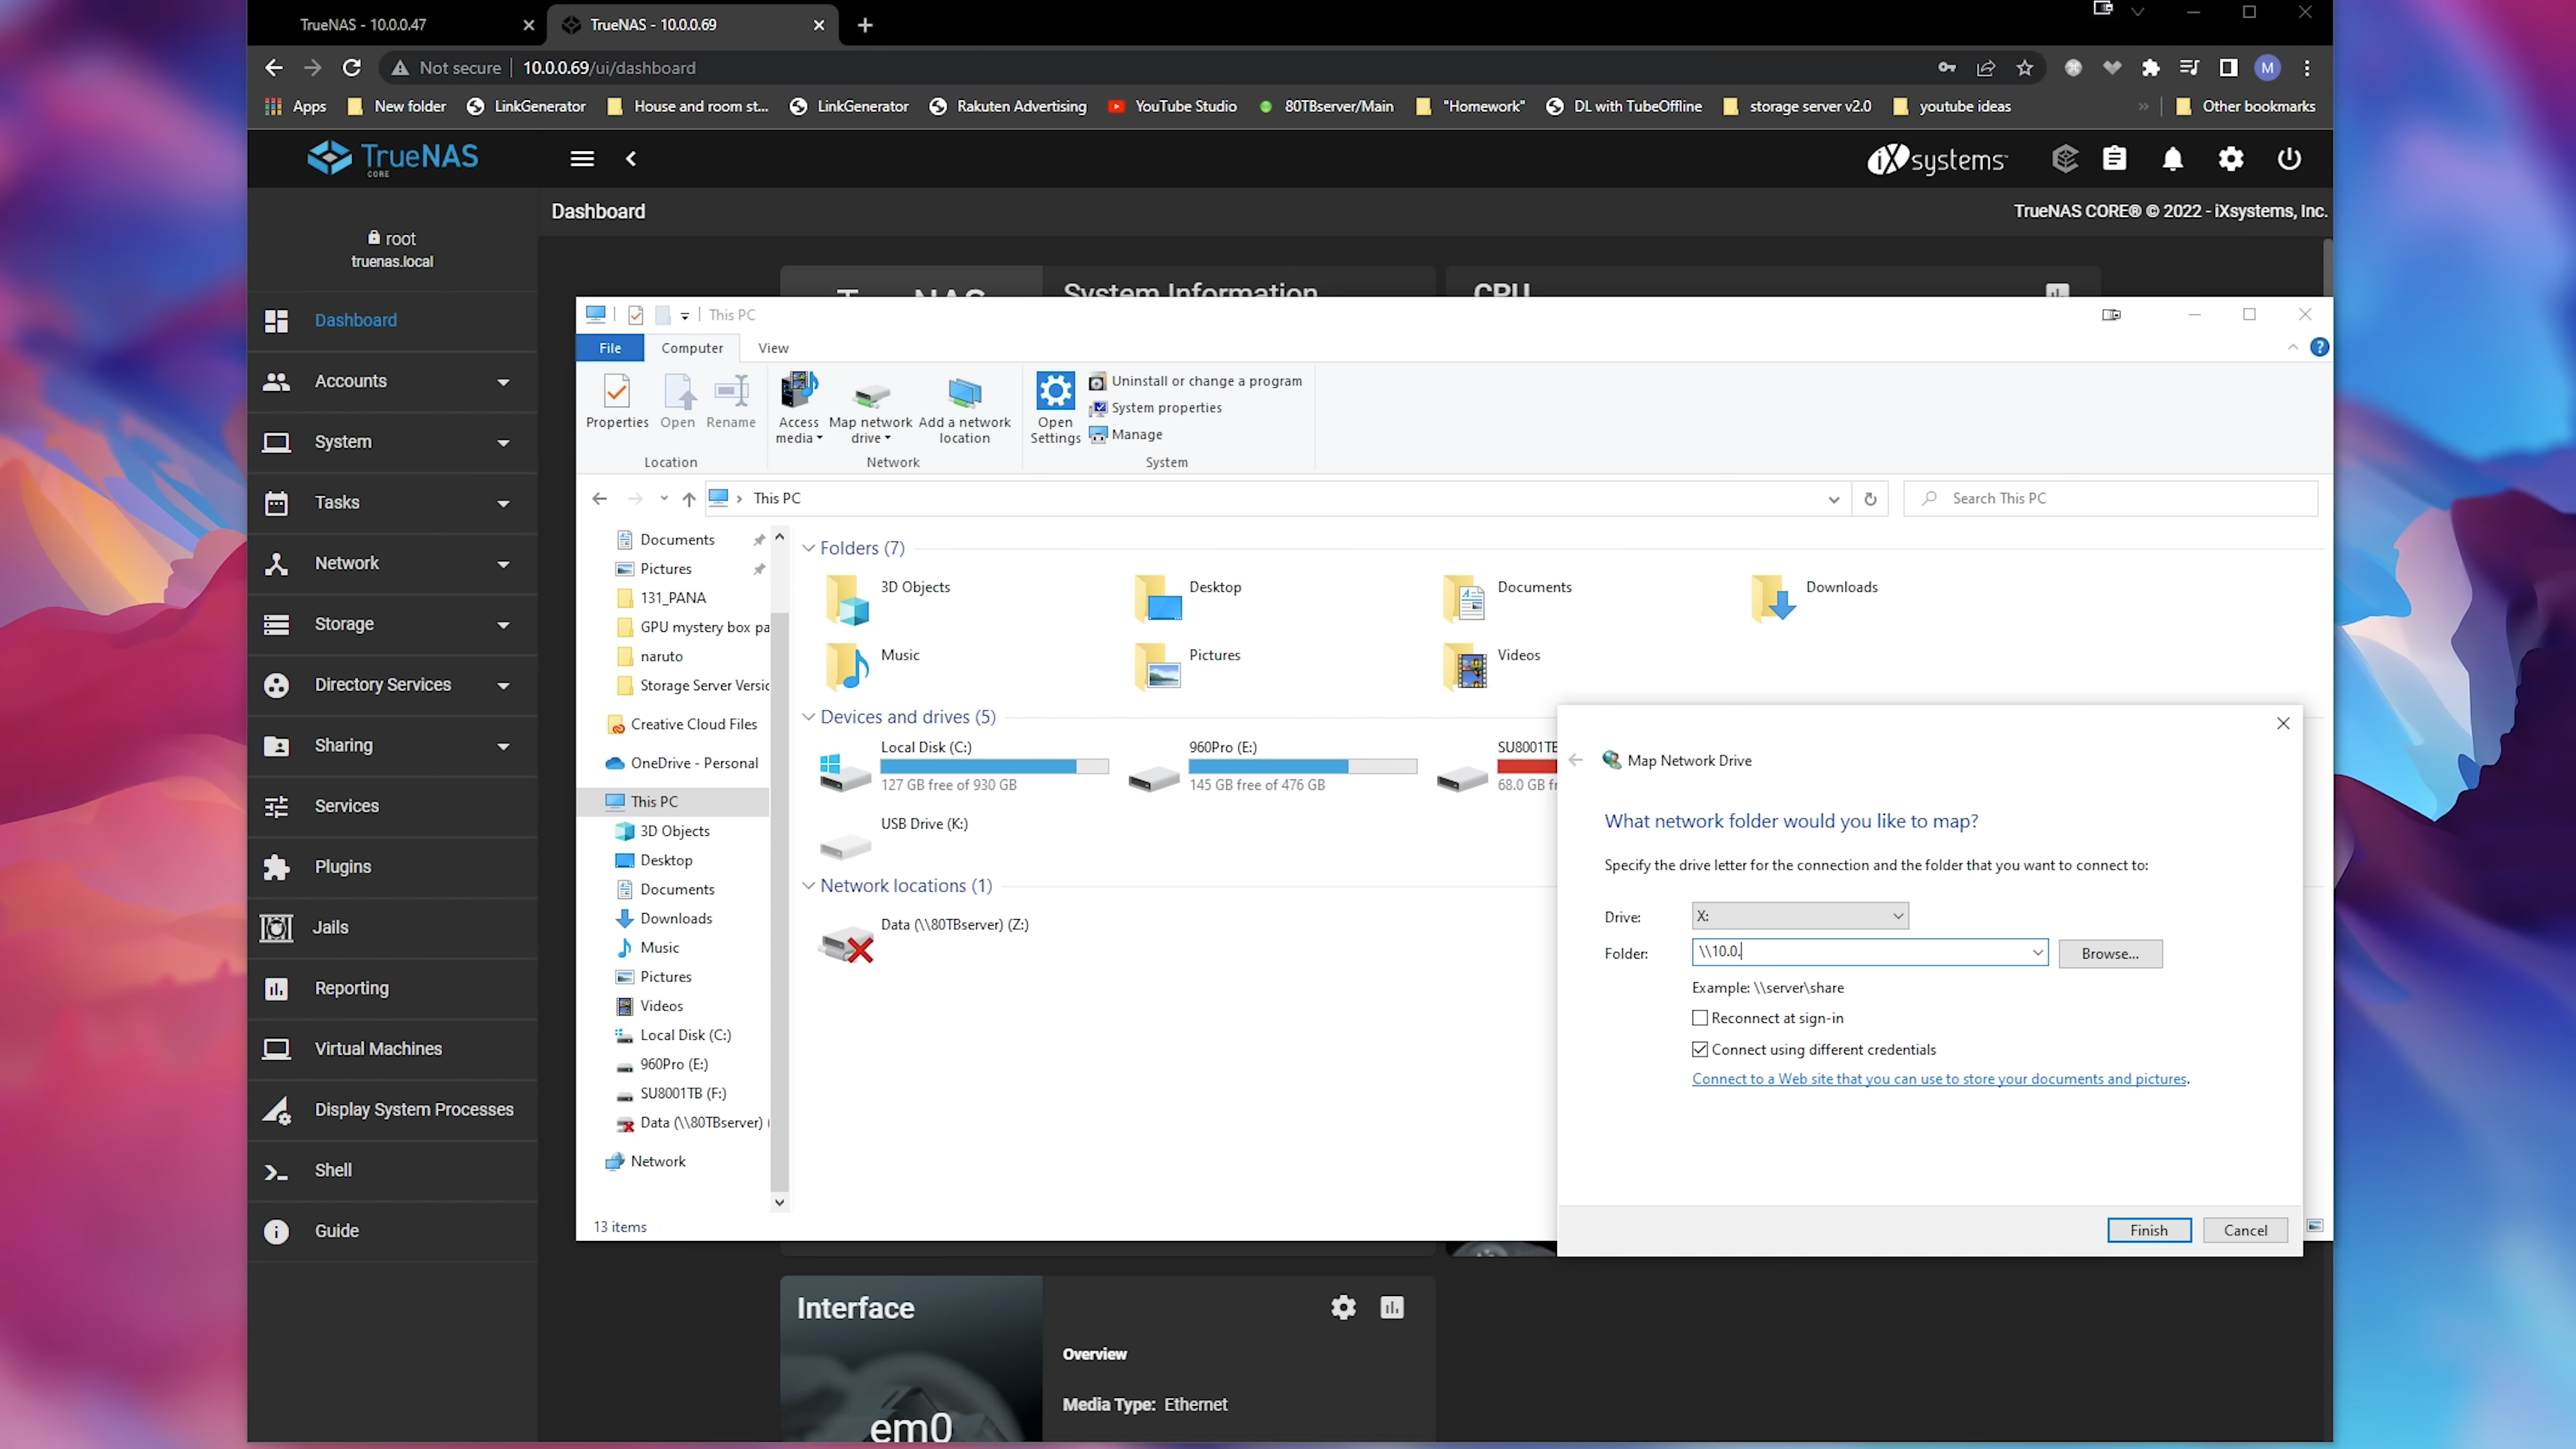 TrueNAS - 10.0.0.47
TrueNAS - 10.0.0.69
Not secure
10.0.0.69/ui/dashboard
M
Apps
New folder
LinkGenerator
House and room st...
LinkGenerator
Rakuten Advertising
YouTube Studio
80TBserver/Main
"Homework"
DL with TubeOffline
storage server v2.0
youtube ideas
»
Other bookmarks
TrueNAS
CORE
iXsystems
Dashboard
TrueNAS CORE® © 2022 - iXsystems, Inc.
root
truenas.local
Dashboard
Accounts
System
Tasks
Network
Storage
Directory Services
Sharing
Services
Plugins
Jails
Reporting
Virtual Machines
Display System Processes
Shell
Guide
TrueNAS
System Information
CPU
This PC
File
Computer
View
Properties
Open
Rename
Location
Access media
Map network drive
Add a network location
Network
Open Settings
Uninstall or change a program
System properties
Manage
System
This PC
Search This PC
Documents
Pictures
131_PANA
GPU mystery box pa
naruto
Storage Server Versic
Creative Cloud Files
OneDrive - Personal
This PC
3D Objects
Desktop
Documents
Downloads
Music
Pictures
Videos
Local Disk (C:)
960Pro (E:)
SU8001TB (F:)
Data (\\80TBserver) (
Network
13 items
Folders (7)
3D Objects
Desktop
Documents
Downloads
Music
Pictures
Videos
Devices and drives (5)
Local Disk (C:)
127 GB free of 930 GB
960Pro (E:)
145 GB free of 476 GB
SU8001TB
68.0 GB fr
USB Drive (K:)
Network locations (1)
Data (\\80TBserver) (Z:)
Map Network Drive
What network folder would you like to map?
Specify the drive letter for the connection and the folder that you want to connect to:
Drive:
X:
Folder:
\\10.0.
Browse...
Example: \\server\share
Reconnect at sign-in
Connect using different credentials
Connect to a Web site that you can use to store your documents and pictures.
Finish
Cancel
Interface
em0
Overview
Media Type: Ethernet